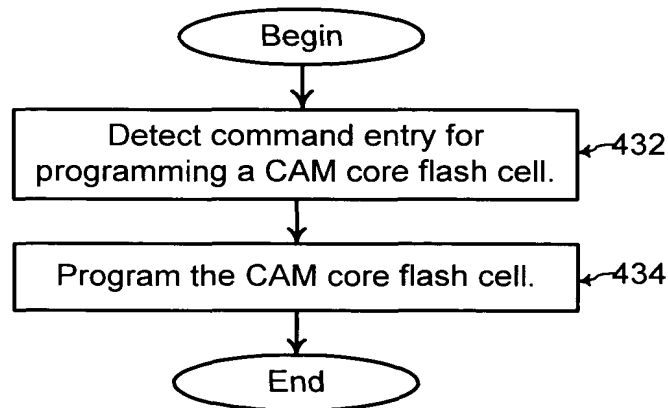 Begin
Detect command entry for
programming a CAM core flash cell.
432
Program the CAM core flash cell.
434
End